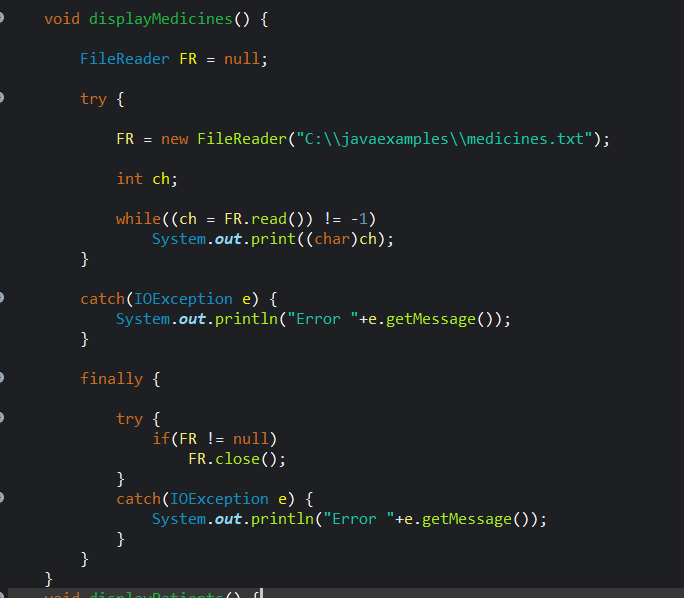 void displayMedicines() {
FileReader FR = null;
try {
FR = new FileReader("C:\\javaexamples\\medicines.txt");
int ch;
while((ch = FR.read()) != -1)
System.out.print((char)ch);
}
catch(IOException e) {
System.out.println("Error "+e.getMessage());
}
finally {
try {
if(FR != null)
FR.close();
}
catch(IOException e) {
System.out.println("Error "+e.getMessage());
}
}
}
void displayPatients() {